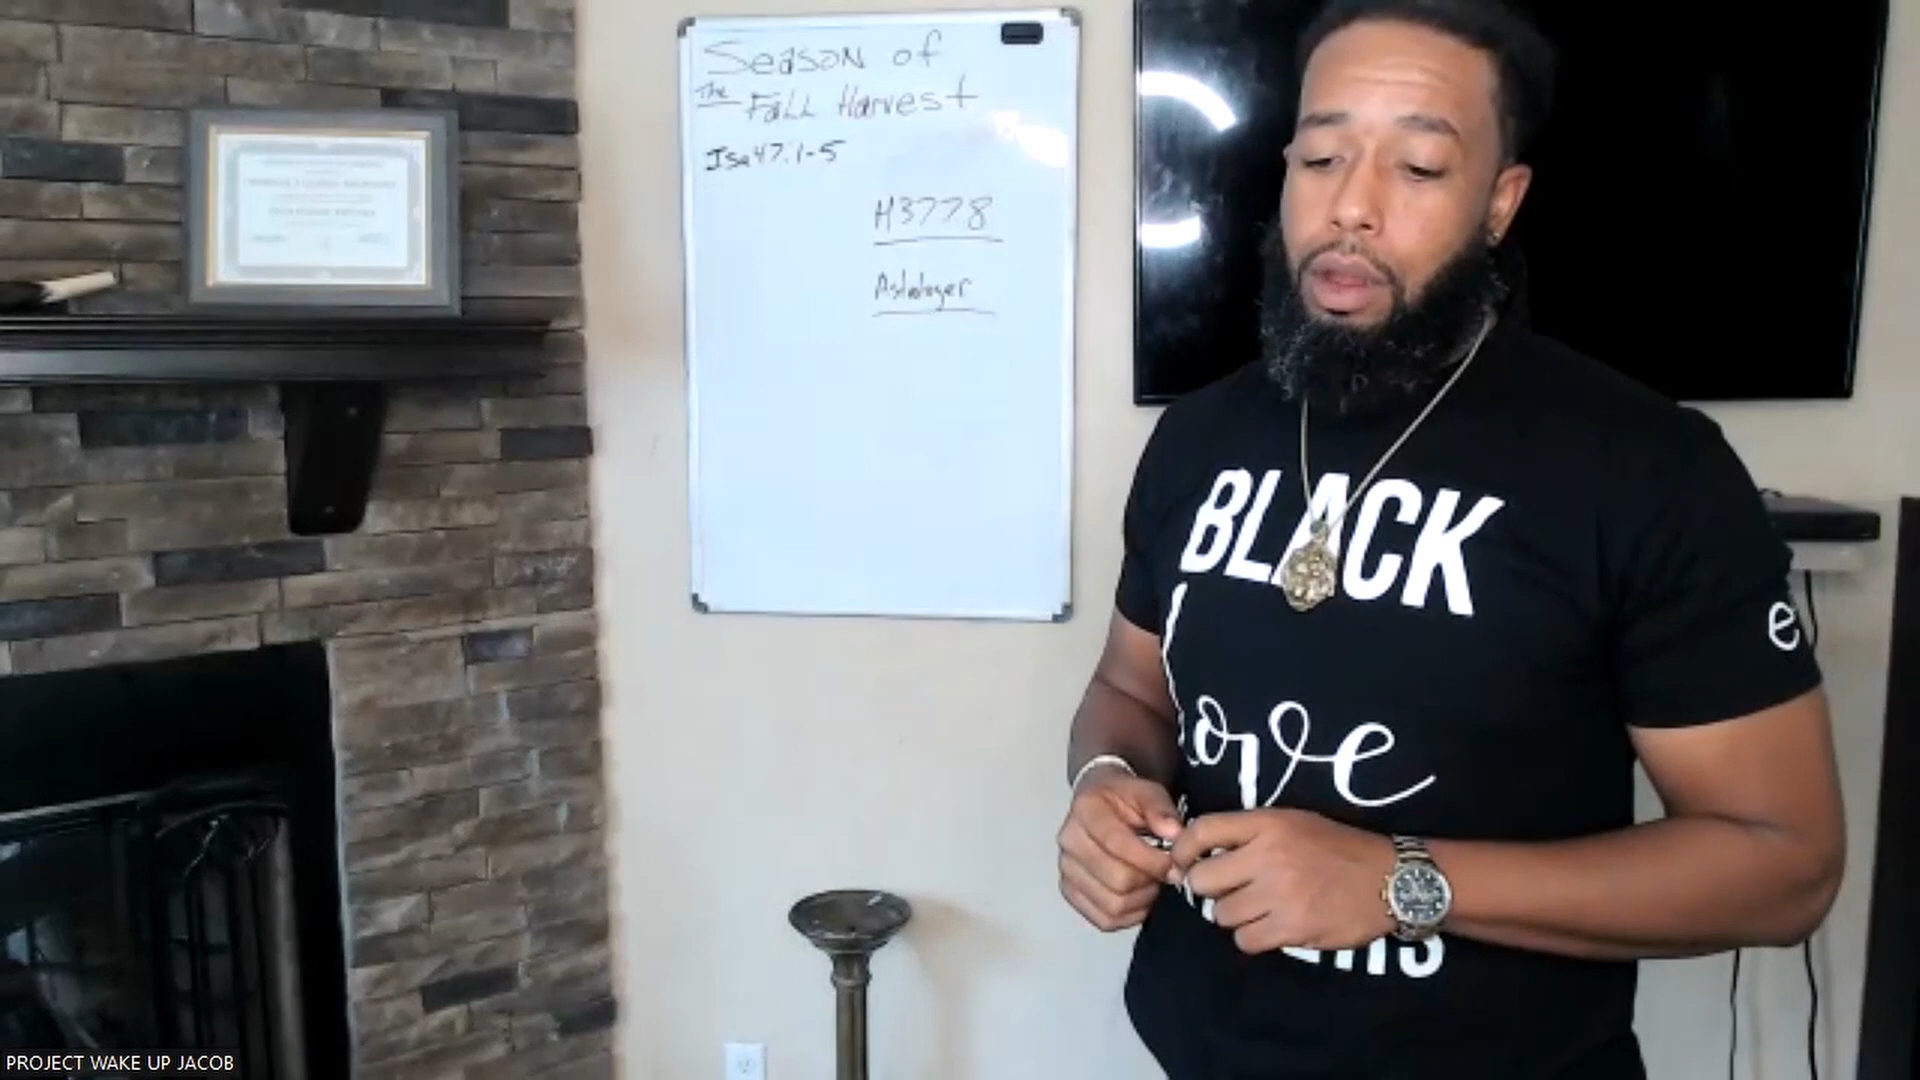 Season of
The Fall Harvest
Isa 47:1-5
H3778
Astrologer
BLACK
love
e
PROJECT WAKE UP JACOB